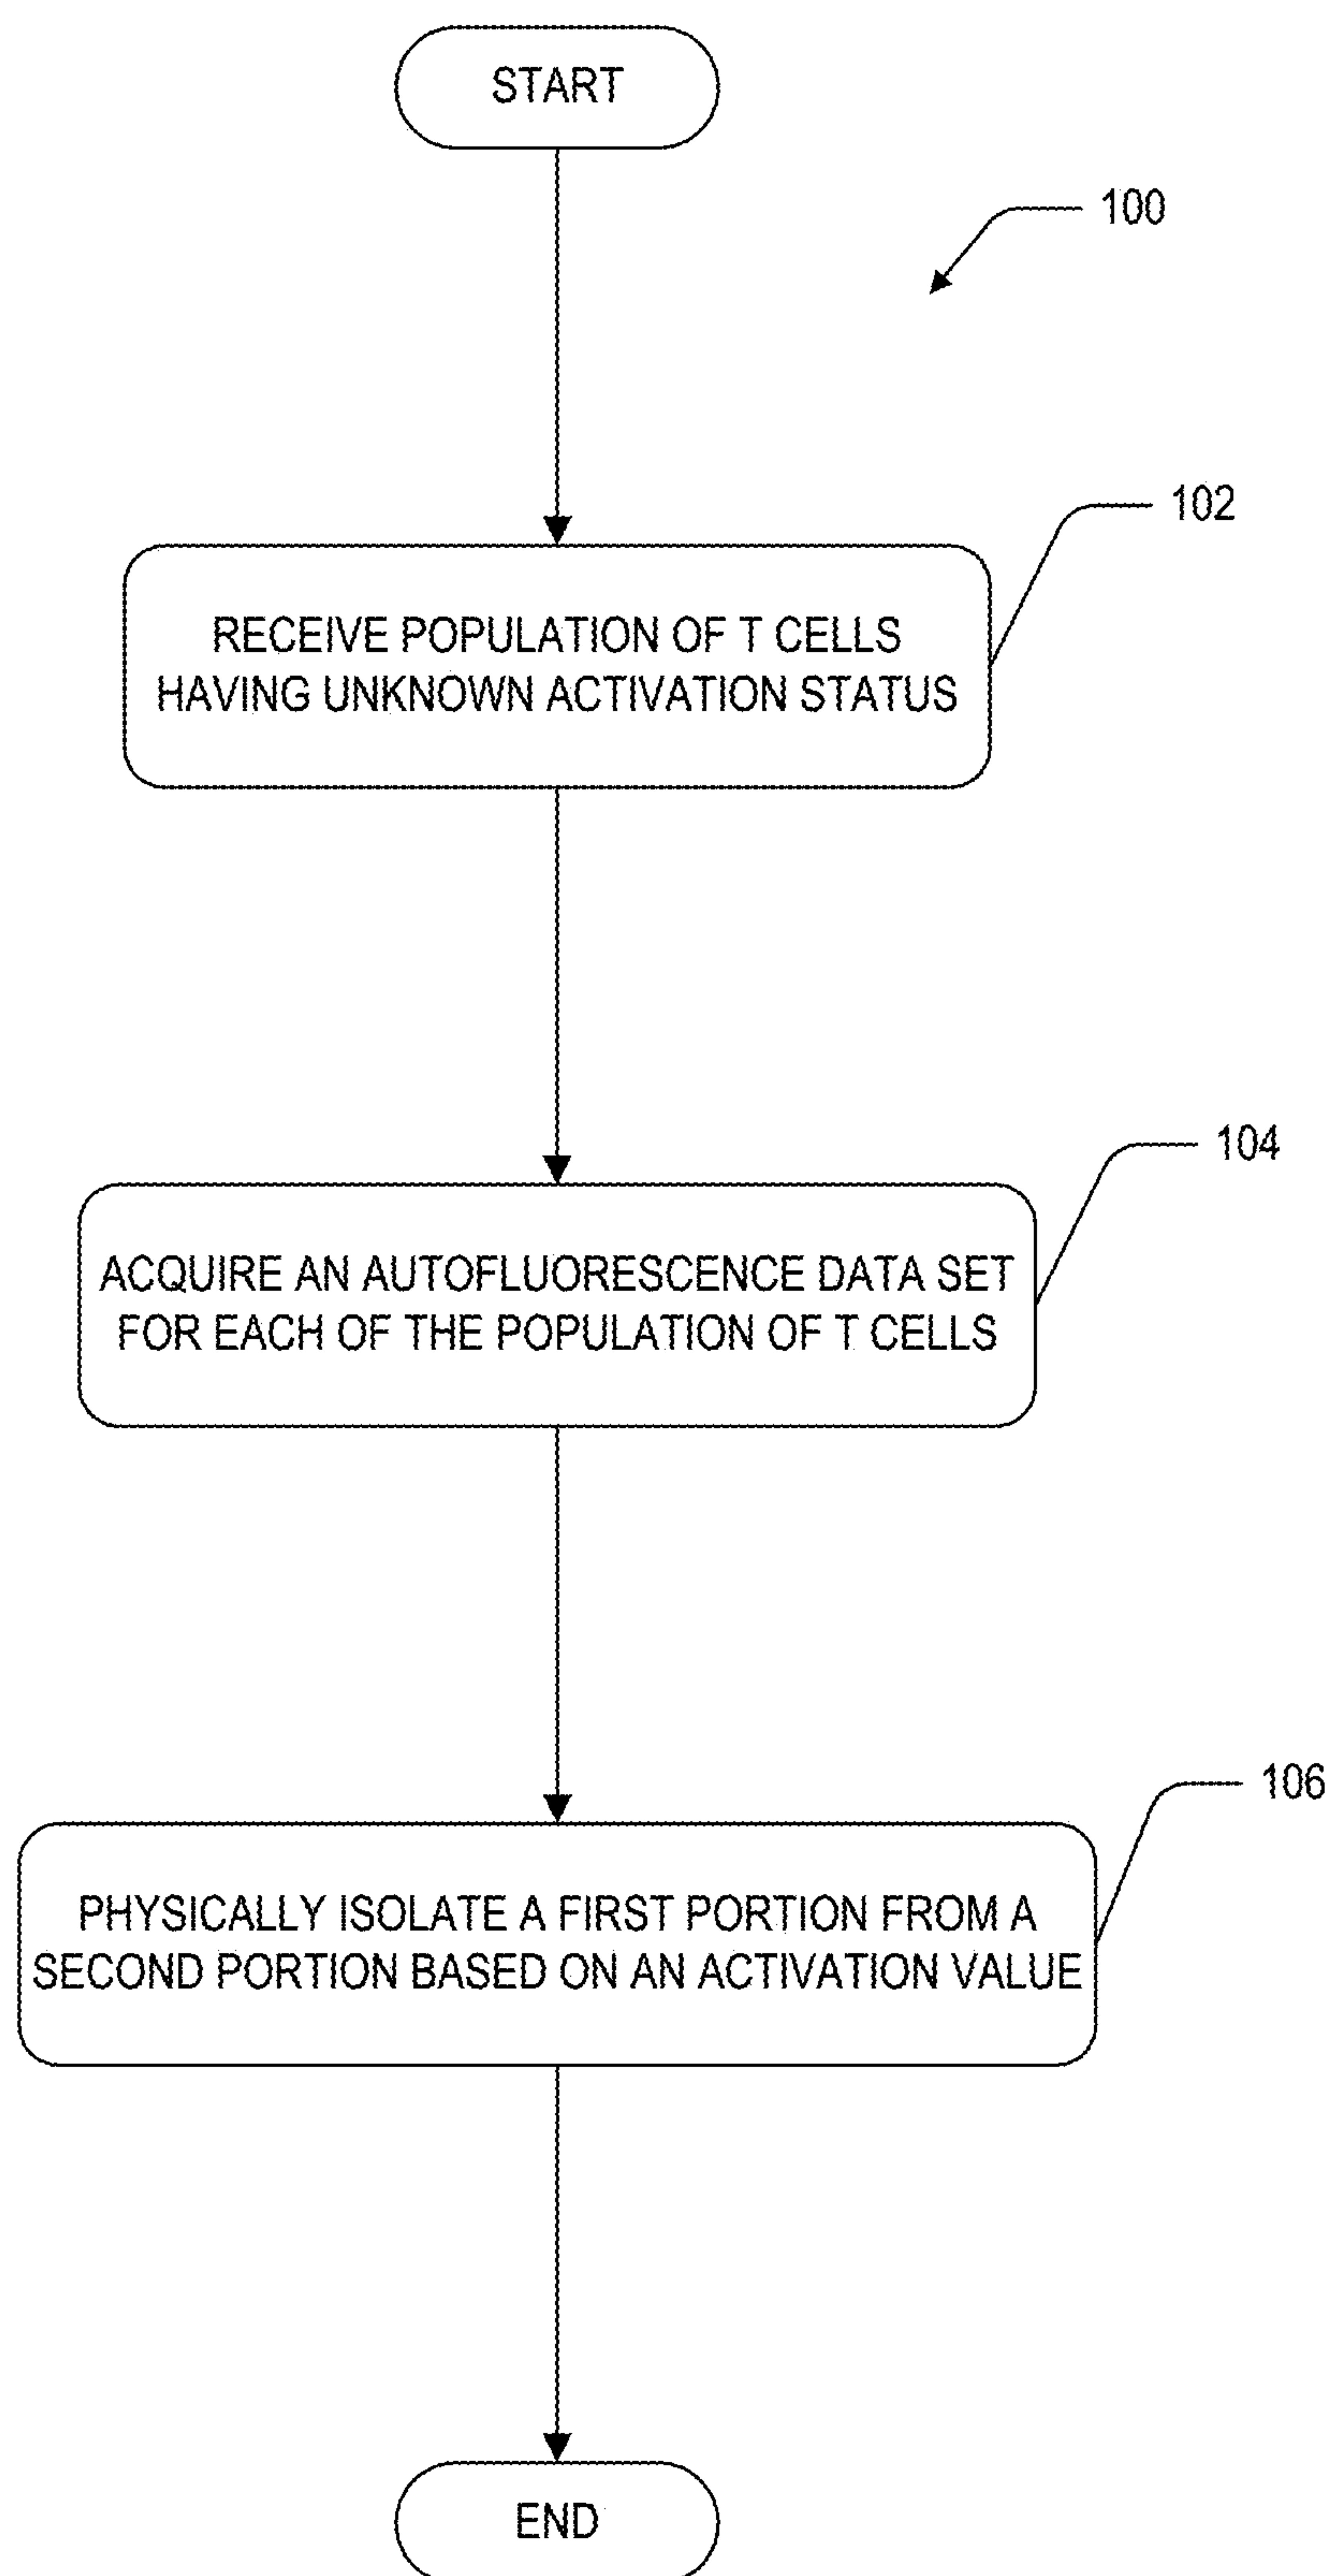 START
100
102
RECEIVE POPULATION OF T CELLS
HAVING UNKNOWN ACTIVATION STATUS
104
ACQUIRE AN AUTOFLUORESCENCE DATA SET
FOR EACH OF THE POPULATION OF T CELLS
106
PHYSICALLY ISOLATE A FIRST PORTION FROM A
SECOND PORTION BASED ON AN ACTIVATION VALUE
END